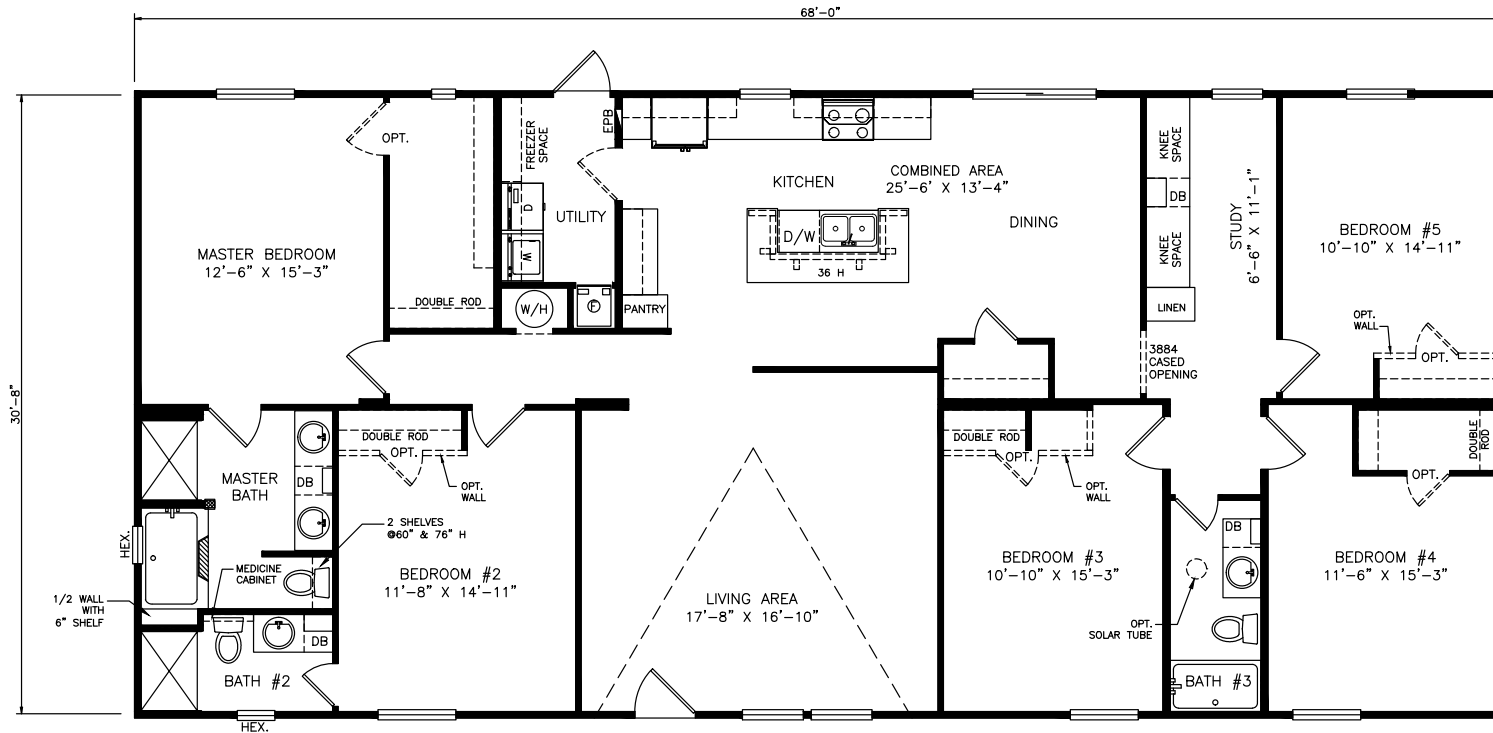 68'-0"
30'-8"
OPT.
EPB
FREEZER
SPACE
D
W
UTILITY
KITCHEN
COMBINED AREA
25'-6" X 13'-4"
DINING
D/W
36 H
KNEE
SPACE
DB
KNEE
SPACE
LINEN
STUDY
6'-6" X 11'-1"
BEDROOM #5
10'-10" X 14'-11"
MASTER BEDROOM
12'-6" X 15'-3"
DOUBLE ROD
W/H
F
PANTRY
3884
CASED
OPENING
OPT.
WALL
OPT.
MASTER
BATH
DB
DOUBLE ROD
OPT.
OPT.
WALL
2 SHELVES
@60" & 76" H
DOUBLE ROD
OPT.
OPT.
WALL
DOUBLE
ROD
OPT.
HEX.
MEDICINE
CABINET
1/2 WALL
WITH
6" SHELF
BEDROOM #2
11'-8" X 14'-11"
LIVING AREA
17'-8" X 16'-10"
BEDROOM #3
10'-10" X 15'-3"
DB
BEDROOM #4
11'-6" X 15'-3"
OPT.
SOLAR TUBE
DB
BATH #2
BATH #3
HEX.